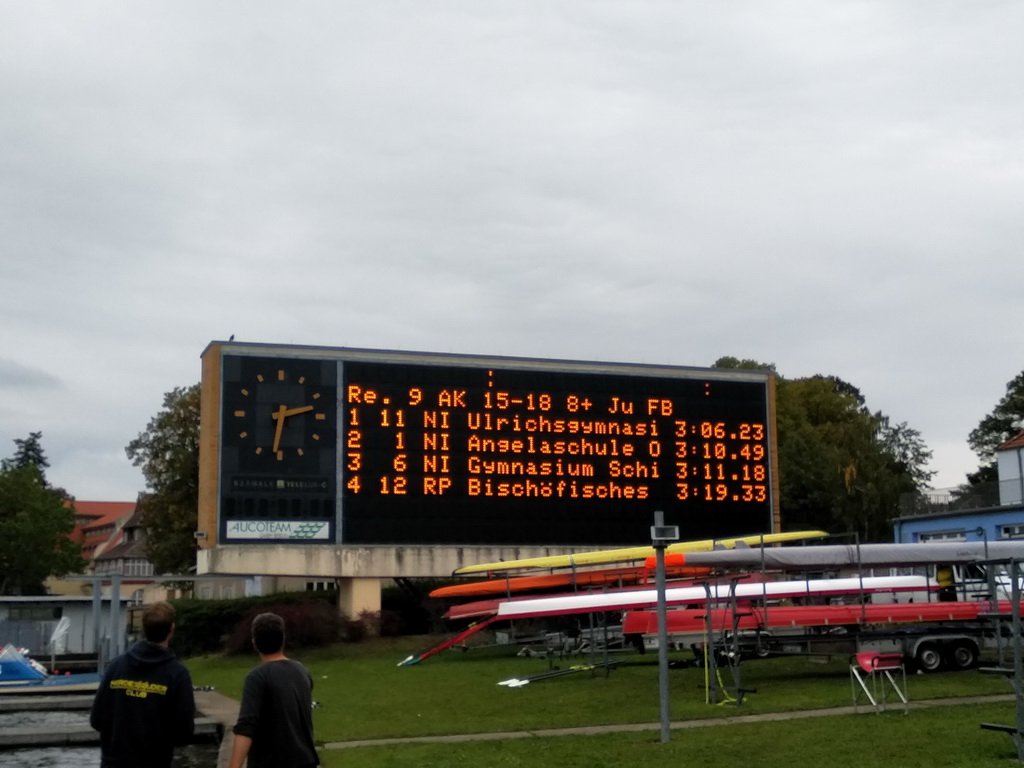 Re. 9 AK 15-18 8+ Ju FB
1 11 NI Ulrichsgymnasi 3:06.23
2 1 NI Angelaschule O 3:10.49
3 6 NI Gymnasium Schi 3:11.18
4 12 RP Bischöfisches 3:19.33
AUCOTEAM
CLUB